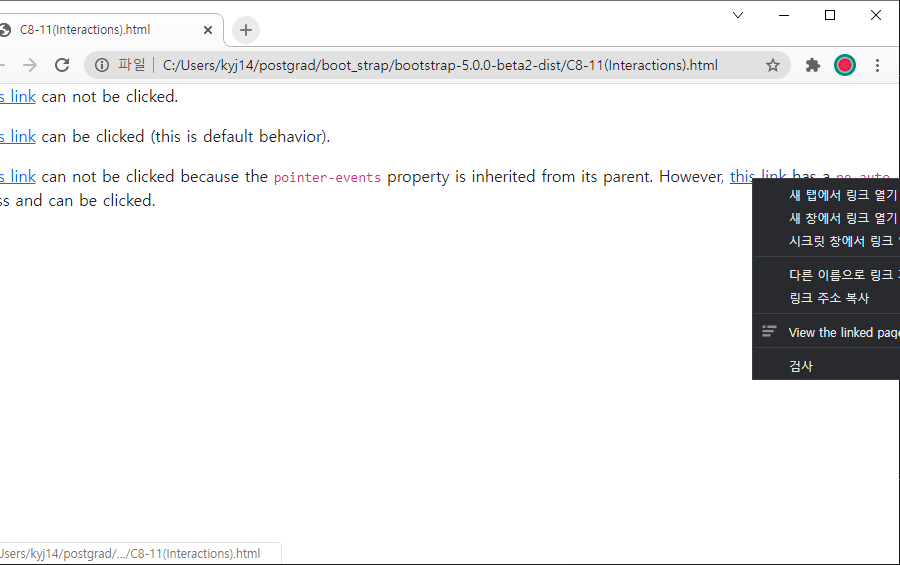 C8-11(Interactions).html
파일 C:/Users/kyj14/postgrad/boot_strap/bootstrap-5.0.0-beta2-dist/C8-11(Interactions).html
s link can not be clicked.
s link can be clicked (this is default behavior).
s link can not be clicked because the pointer-events property is inherited from its parent. However, this link has a pe-auto
ss and can be clicked.
새 탭에서 링크 열기
새 창에서 링크 열기
시크릿 창에서 링크
다른 이름으로 링크
링크 주소 복사
View the linked page
검사
Users/kyj14/postgrad/.../C8-11(Interactions).html